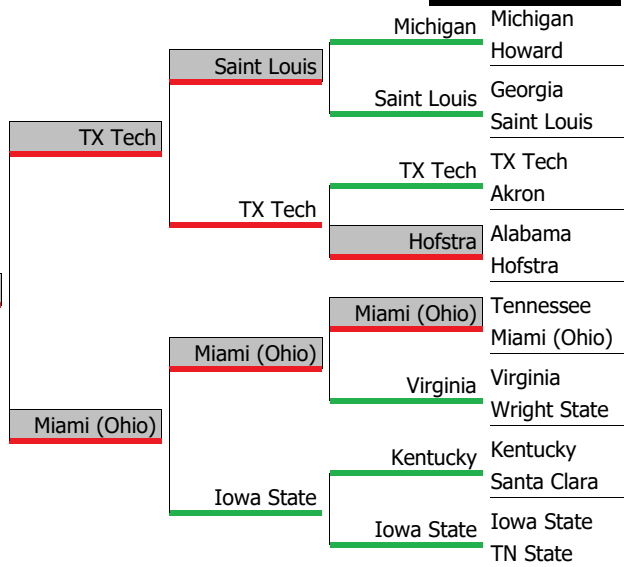 Michigan
Michigan
Howard
Saint Louis
Saint Louis
Georgia
Saint Louis
TX Tech
TX Tech
TX Tech
Akron
TX Tech
Hofstra
Alabama
Hofstra
Miami (Ohio)
Tennessee
Miami (Ohio)
Miami (Ohio)
Virginia
Virginia
Wright State
Miami (Ohio)
Kentucky
Kentucky
Santa Clara
Iowa State
Iowa State
Iowa State
TN State